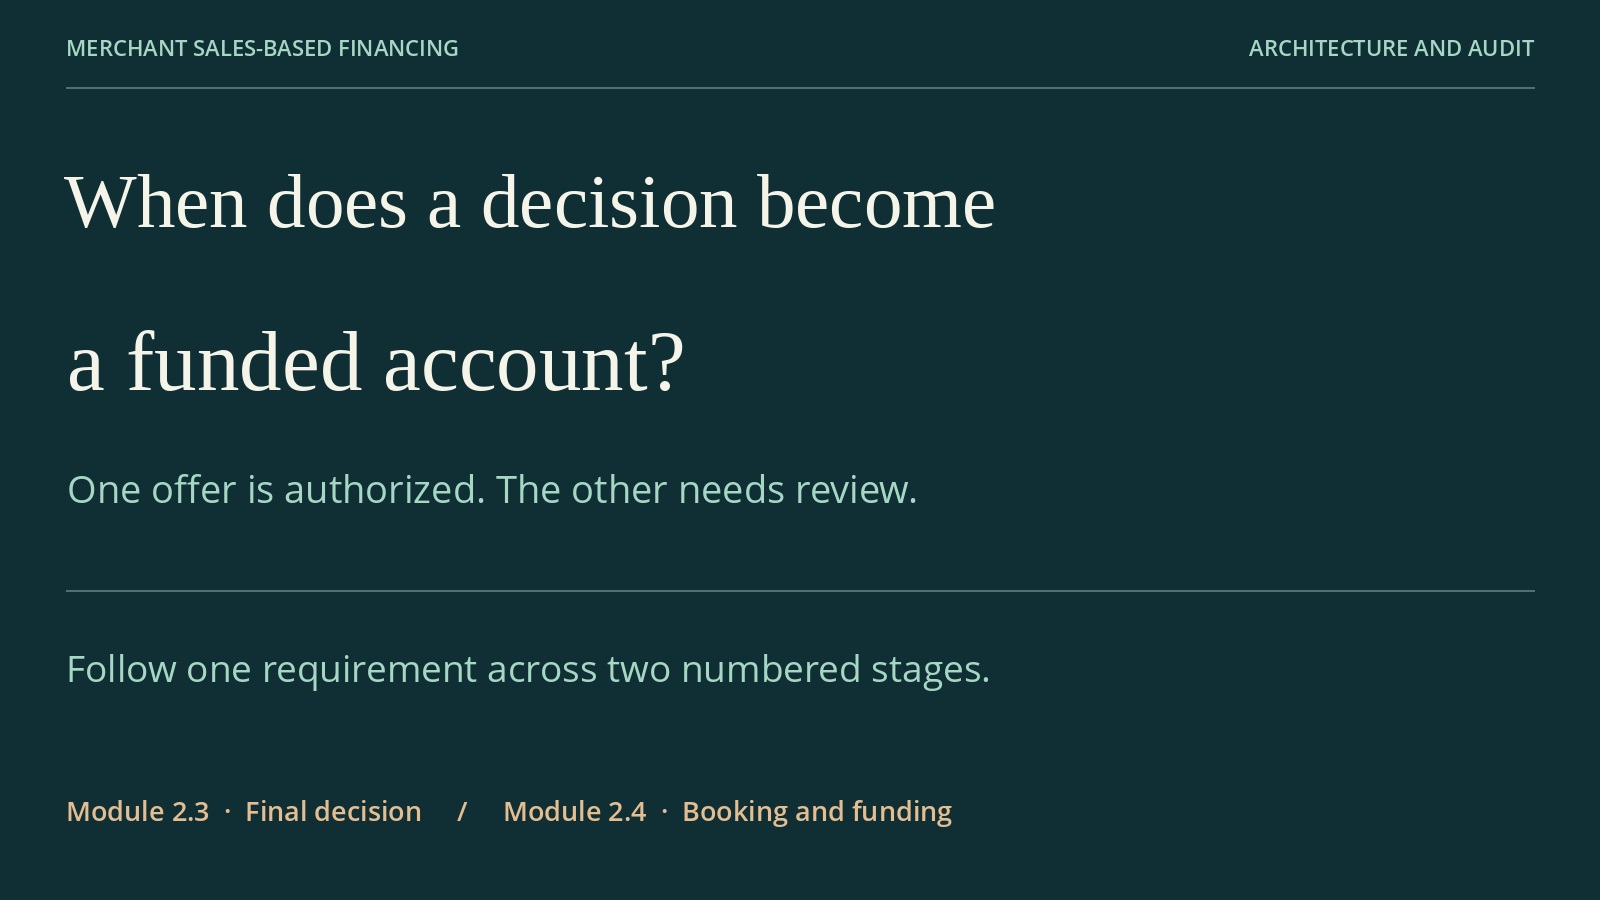 MERCHANT SALES-BASED FINANCING
ARCHITECTURE AND AUDIT
When does a decision become
a funded account?
One offer is authorized. The other needs review.
Follow one requirement across two numbered stages.
Module 2.3 · Final decision / Module 2.4 · Booking and funding